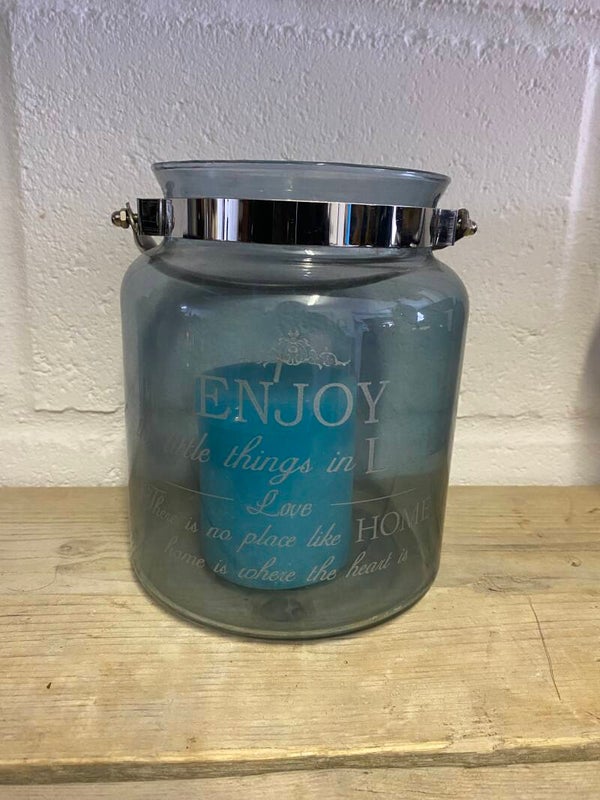 ENJOY
little things in L
Love
There is no place like HOME
home is where the heart is